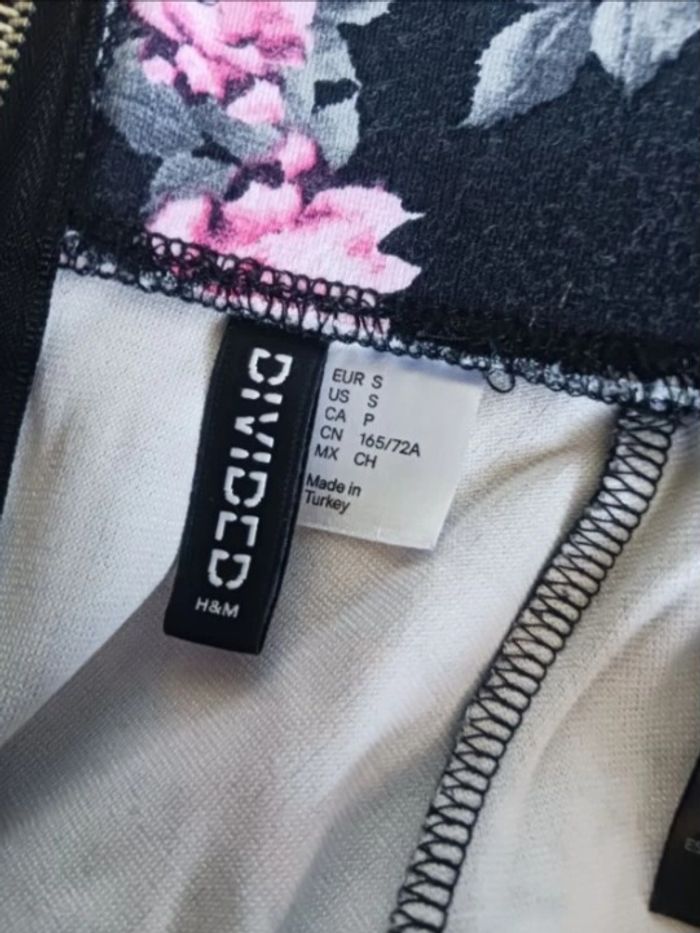 DIVIDED
H&M
EUR S
US S
CA P
CN 165/72A
MX CH
Made in
Turkey